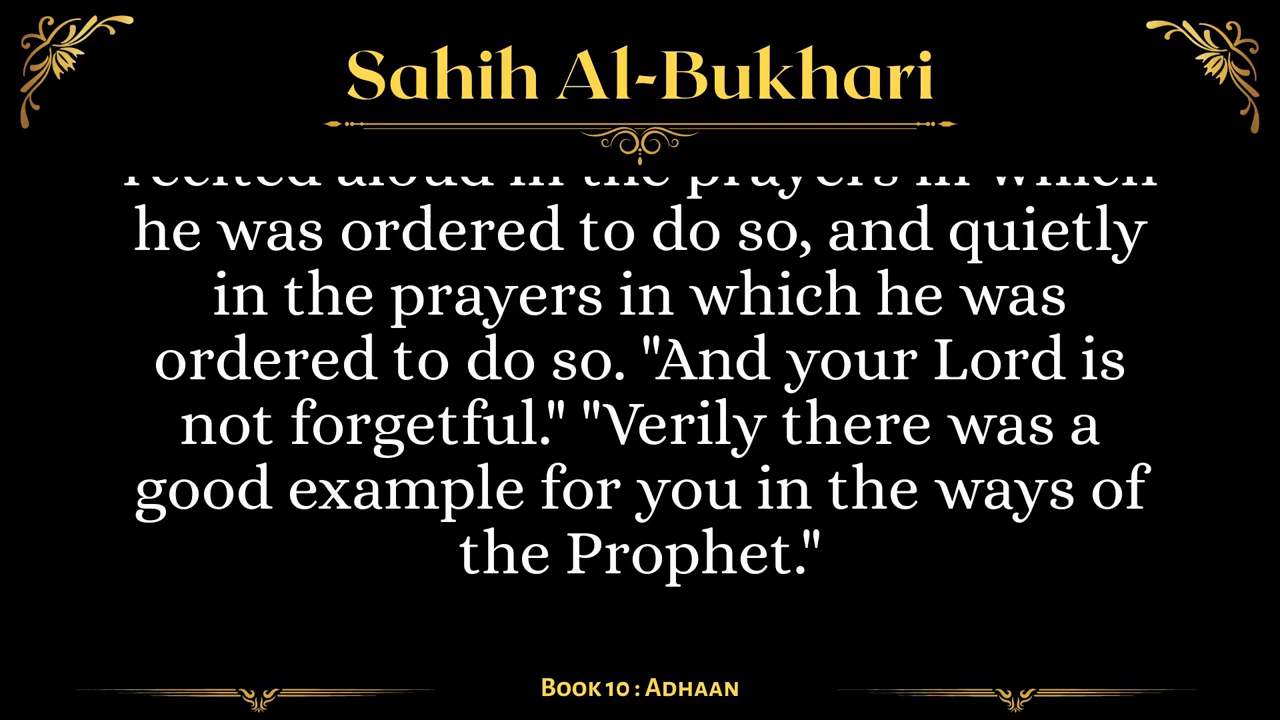 Sahih Al-Bukhari
recited aloud in the prayers in which
he was ordered to do so, and quietly
in the prayers in which he was
ordered to do so. "And your Lord is
not forgetful." "Verily there was a
good example for you in the ways of
the Prophet."
Book 10 : Adhaan